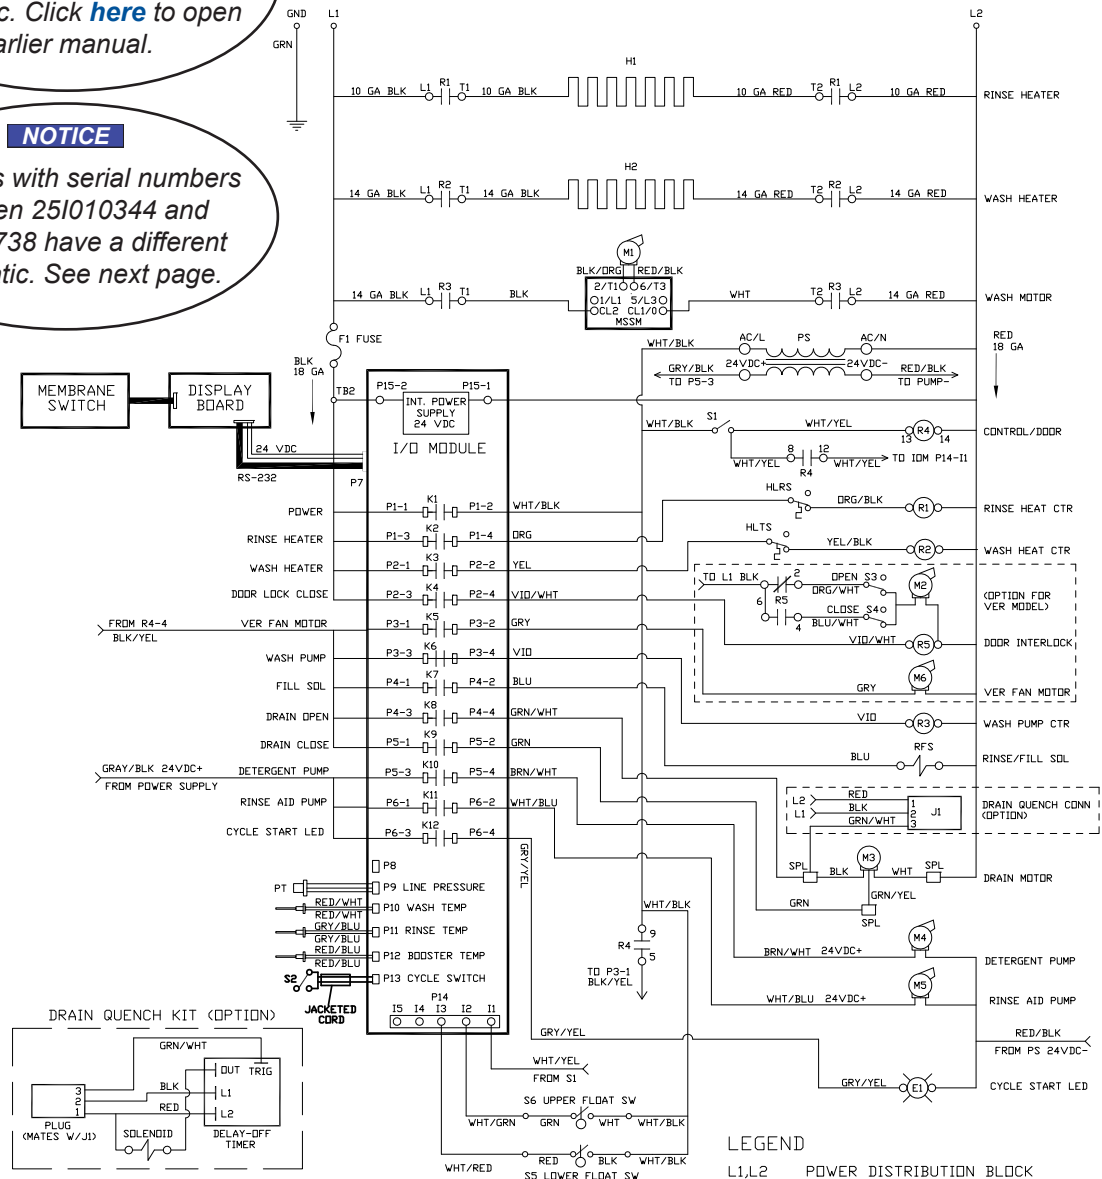 c. Click here to open
arlier manual.
NOTICE
s with serial numbers
en 25I010344 and
738 have a different
tic. See next page.
GND
L1
L2
GRN
H1
10 GA BLK L1 R1 T1 10 GA BLK
10 GA RED T2 R1 L2 10 GA RED
RINSE HEATER
H2
14 GA BLK L1 R2 T1 14 GA BLK
14 GA RED T2 R2 L2 14 GA RED
WASH HEATER
M1
BLK/ORG RED/BLK
2/T1 6/T3
1/L1 5/L3
CL2 CL1/0
MSSM
14 GA BLK L1 R3 T1 BLK
WHT T2 R3 L2 14 GA RED
WASH MOTOR
F1 FUSE
BLK
18 GA
RED
18 GA
WHT/BLK AC/L PS AC/N
GRY/BLK 24VDC+ 24VDC- RED/BLK
TO P5-3 TO PUMP-
MEMBRANE
SWITCH
DISPLAY
BOARD
24 VDC
RS-232
P7
TB2
P15-2 P15-1
INT. POWER
SUPPLY
24 VDC
I/O MODULE
WHT/BLK S1 WHT/YEL 13 R4 14 CONTROL/DOOR
WHT/YEL 8 12 WHT/YEL TO IOM P14-I1
R4
POWER P1-1 K1 P1-2 WHT/BLK
RINSE HEATER P1-3 K2 P1-4 ORG
WASH HEATER P2-1 K3 P2-2 YEL
DOOR LOCK CLOSE P2-3 K4 P2-4 VIO/WHT
FROM R4-4
BLK/YEL
VER FAN MOTOR P3-1 K5 P3-2 GRY
WASH PUMP P3-3 K6 P3-4 VIO
FILL SOL P4-1 K7 P4-2 BLU
DRAIN OPEN P4-3 K8 P4-4 GRN/WHT
DRAIN CLOSE P5-1 K9 P5-2 GRN
GRAY/BLK 24VDC+
FROM POWER SUPPLY
DETERGENT PUMP P5-3 K10 P5-4 BRN/WHT
RINSE AID PUMP P6-1 K11 P6-2 WHT/BLU
CYCLE START LED P6-3 K12 P6-4
GRY/YEL
HLRS ORG/BLK R1 RINSE HEAT CTR
HLTS YEL/BLK R2 WASH HEAT CTR
TO L1 BLK 2 OPEN S3 M2
6 R5 ORG/WHT
CLOSE S4
4 BLU/WHT
(OPTION FOR
VER MODEL)
VIO/WHT R5 DOOR INTERLOCK
M6
GRY VER FAN MOTOR
VIO R3 WASH PUMP CTR
BLU RFS RINSE/FILL SOL
L2 RED 1
L1 BLK 2 J1
GRN/WHT 3
DRAIN QUENCH CONN
(OPTION)
SPL BLK M3 WHT SPL DRAIN MOTOR
GRN GRN/YEL
SPL
P8
PT P9 LINE PRESSURE
RED/WHT P10 WASH TEMP
RED/WHT
GRY/BLU P11 RINSE TEMP
GRY/BLU
RED/BLU P12 BOOSTER TEMP
RED/BLU
S2 P13 CYCLE SWITCH
JACKETED
CORD
P14
I5 I4 I3 I2 I1
WHT/BLK
9
R4
5
TO P3-1
BLK/YEL
BRN/WHT 24VDC+ M4 DETERGENT PUMP
WHT/BLU 24VDC+ M5 RINSE AID PUMP
RED/BLK
FROM PS 24VDC-
GRY/YEL
GRY/YEL E1 CYCLE START LED
WHT/YEL
FROM S1
S6 UPPER FLOAT SW
WHT/GRN GRN WHT WHT/BLK
WHT/RED RED BLK WHT/BLK
S5 LOWER FLOAT SW
DRAIN QUENCH KIT (OPTION)
GRN/WHT
OUT TRIG
3 BLK L1
2
1 RED L2
PLUG
(MATES W/J1)
SOLENOID
DELAY-OFF
TIMER
LEGEND
L1,L2 POWER DISTRIBUTION BLOCK